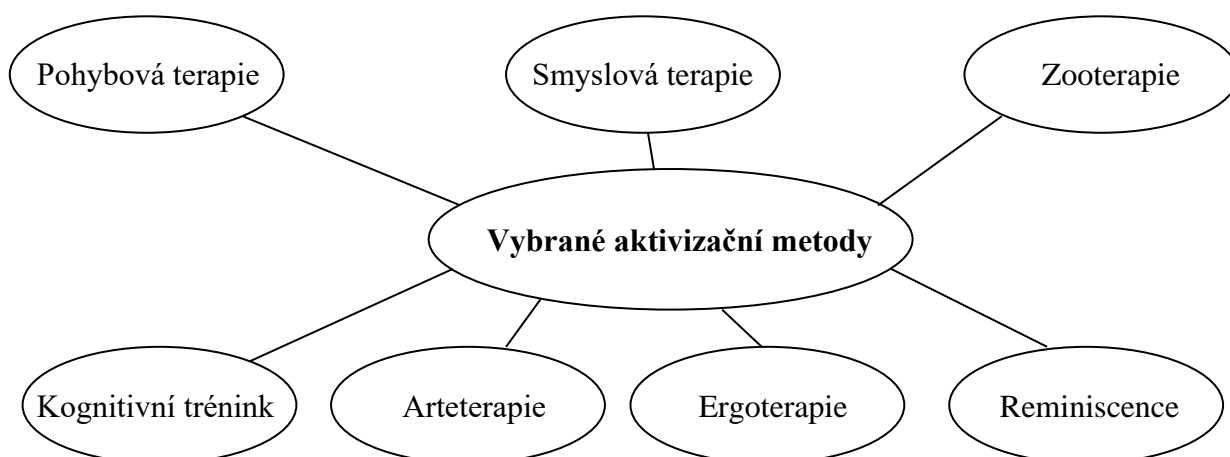 Pohybová terapie
Smyslová terapie
Zooterapie
Vybrané aktivizační metody
Kognitivní trénink
Arteterapie
Ergoterapie
Reminiscence